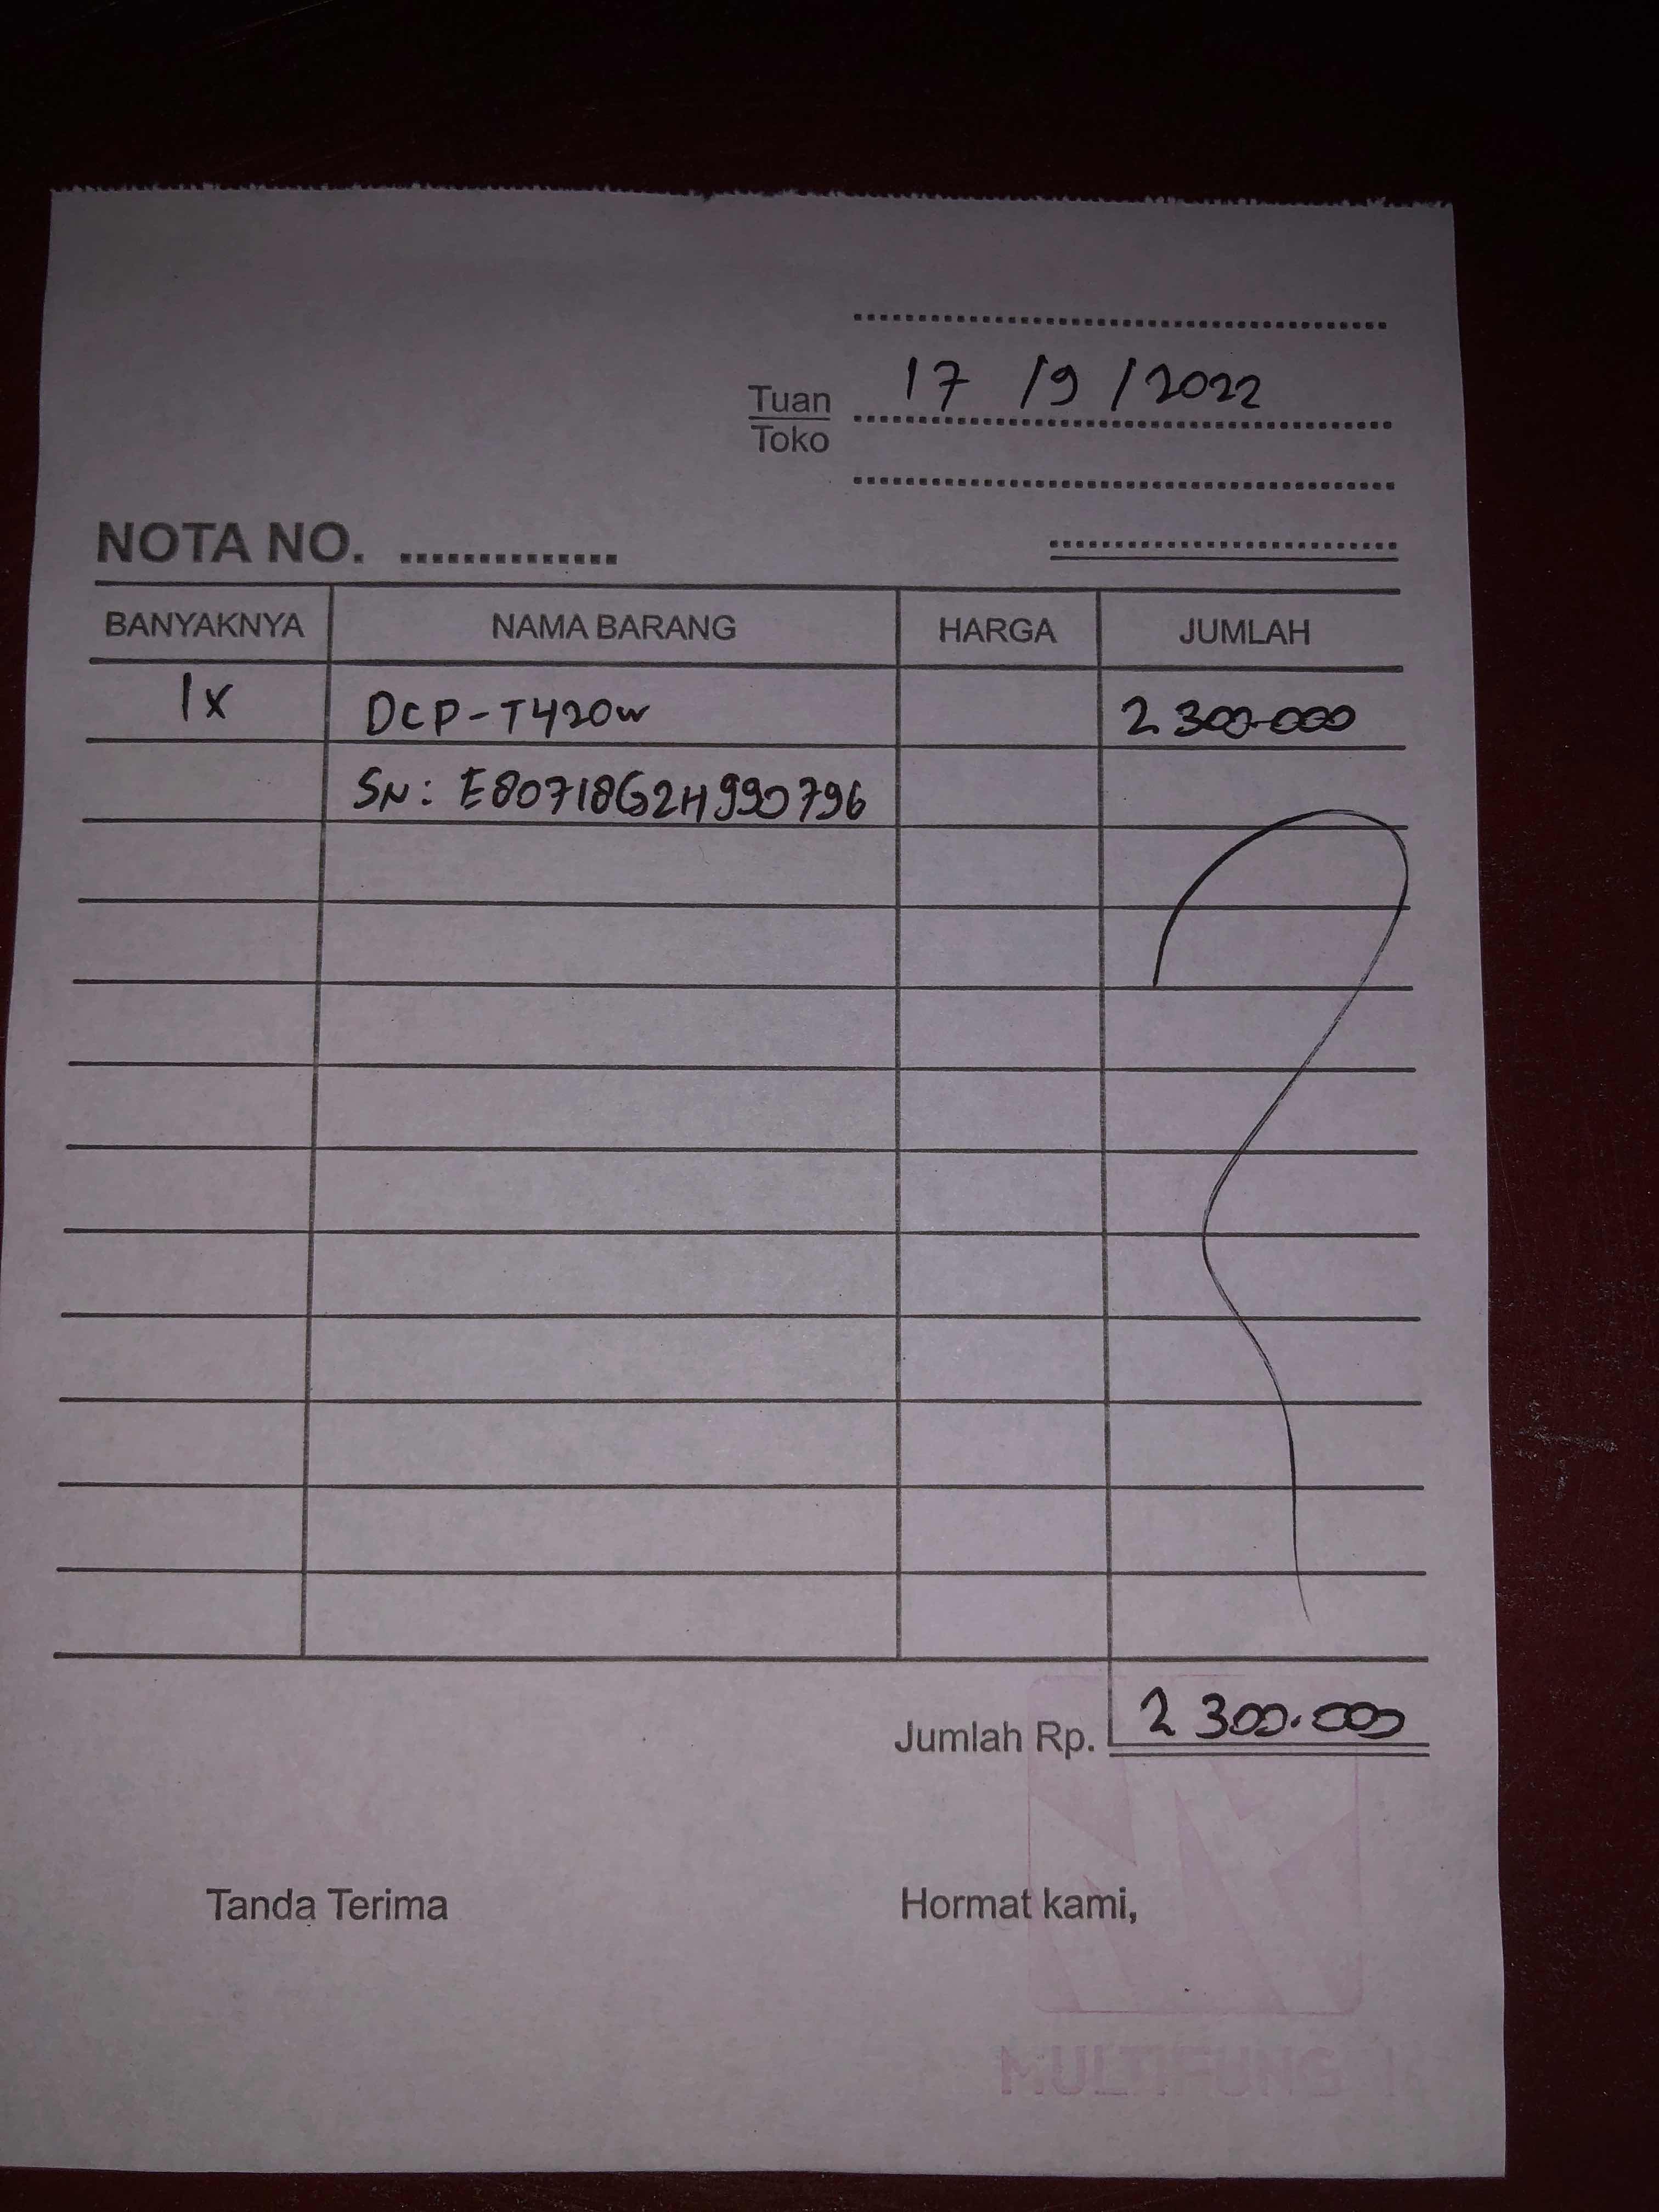 17 /9 /2022
Tuan
Toko
NOTA NO. ..............
BANYAKNYA NAMA BARANG HARGA JUMLAH
1x DCP-T420w 2.300.000
SN: E80718G2H990796
Jumlah Rp. 2 300.000
Tanda Terima Hormat kami,